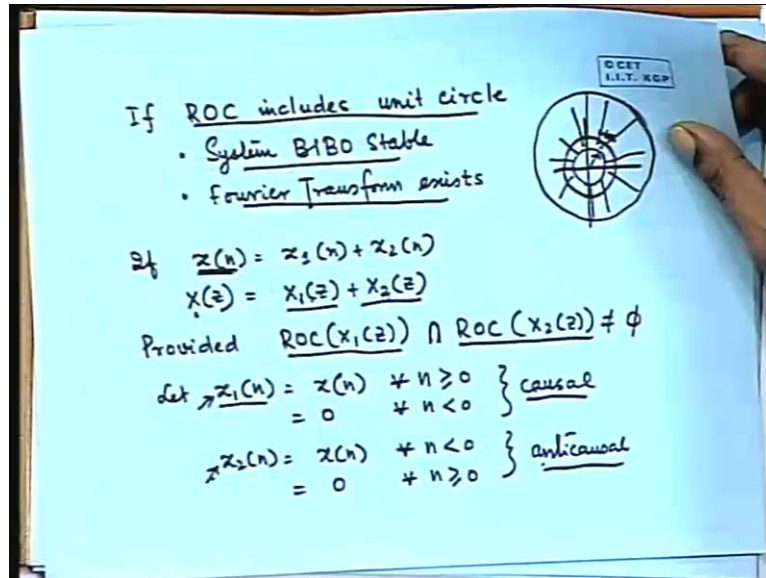 © CET
I.I.T. KGP
If ROC includes unit circle
· System BIBO stable
· Fourier Transform exists
If x(n) = x1(n) + x2(n)
X(z) = X1(z) + X2(z)
Provided ROC(X1(z)) ∩ ROC(X2(z)) ≠ ϕ
Let x1(n) = x(n) ∀ n ≥ 0 } causal
= 0 ∀ n < 0
x2(n) = x(n) ∀ n < 0 } anticausal
= 0 ∀ n ≥ 0